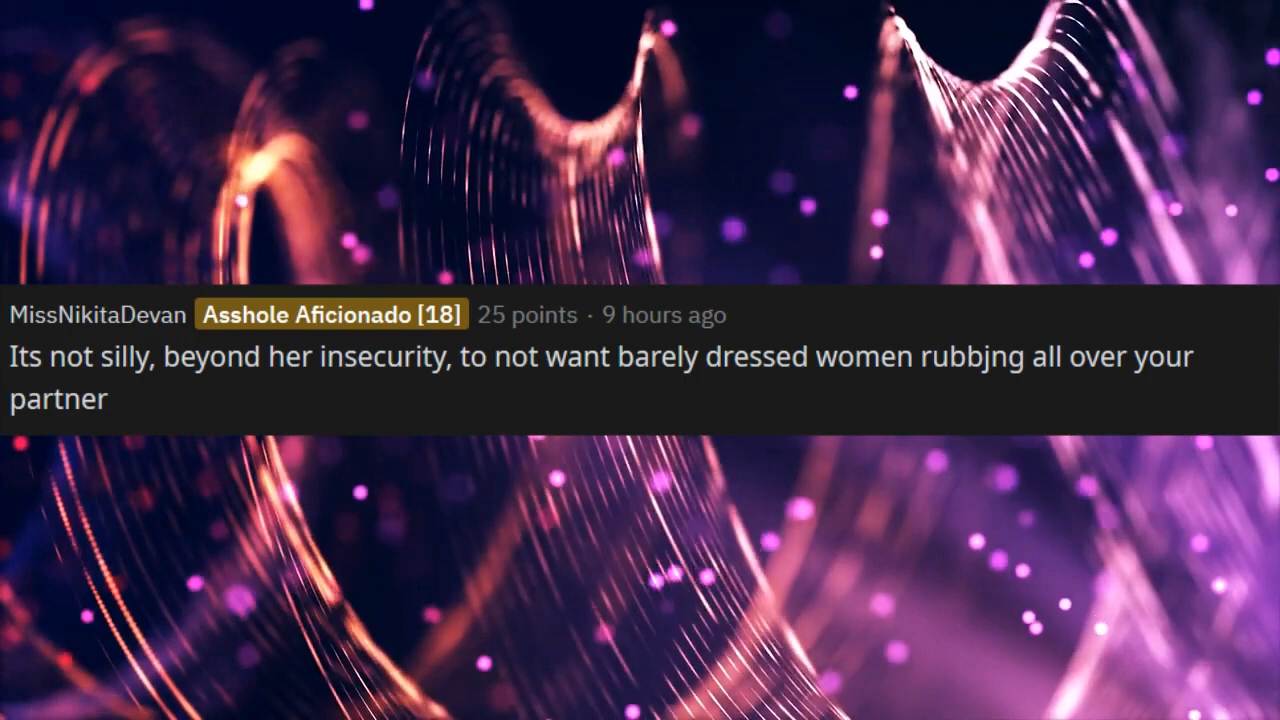 MissNikitaDevan Asshole Aficionado [18] 25 points · 9 hours ago
Its not silly, beyond her insecurity, to not want barely dressed women rubbjng all over your
partner